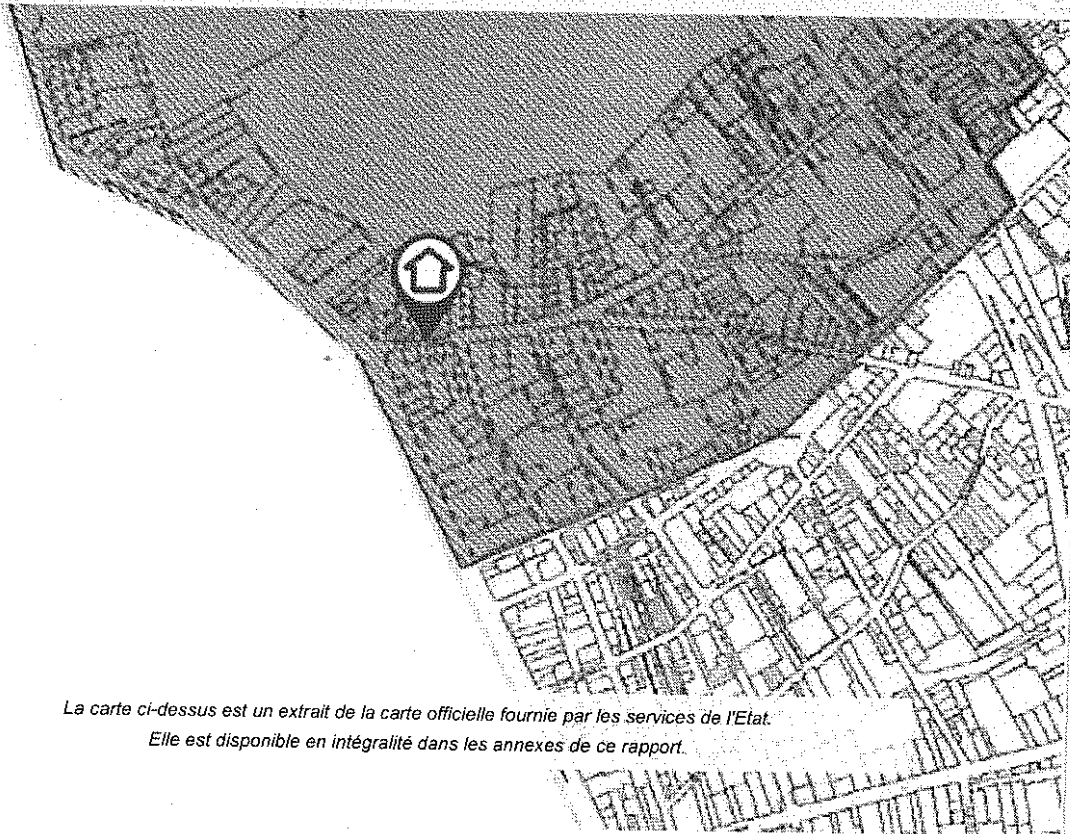 La carte ci-dessus est un extrait de la carte officielle fournie par les services de l'Etat.
Elle est disponible en intégralité dans les annexes de ce rapport.